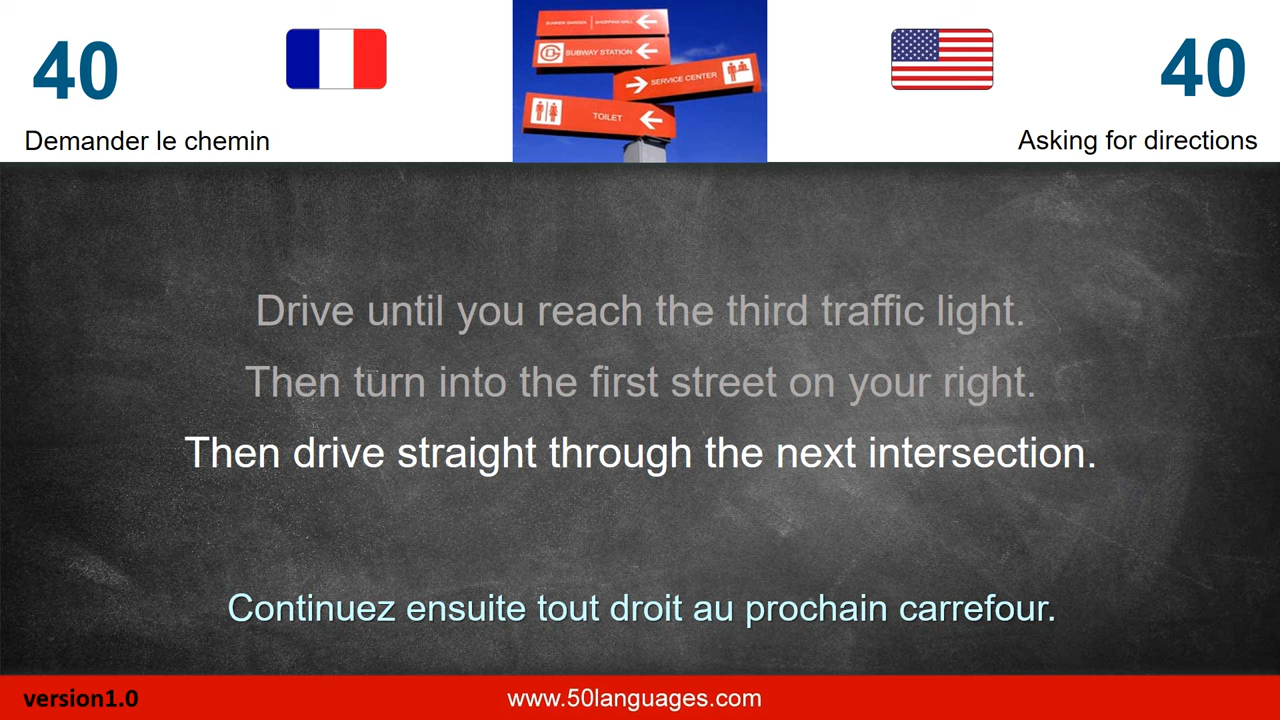 40
40
Demander le chemin
Asking for directions
BUNKER GARDEN | SHOPPING MALL
SUBWAY STATION
SERVICE CENTER
TOILET
Drive until you reach the third traffic light.
Then turn into the first street on your right.
Then drive straight through the next intersection.
Continuez ensuite tout droit au prochain carrefour.
version1.0
www.50languages.com